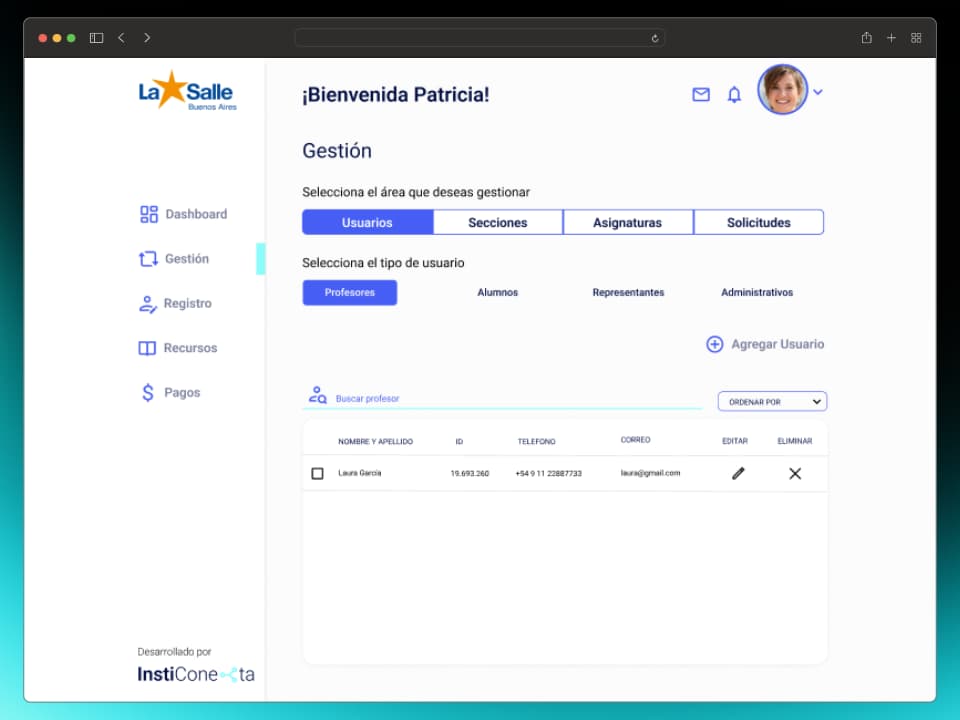 La Salle
Buenos Aires
¡Bienvenida Patricia!
Gestión
Selecciona el área que deseas gestionar
Usuarios Secciones Asignaturas Solicitudes
Selecciona el tipo de usuario
Profesores Alumnos Representantes Administrativos
Dashboard
Gestión
Registro
Recursos
Pagos
Agregar Usuario
Buscar profesor
ORDENAR POR
NOMBRE Y APELLIDO ID TELEFONO CORREO EDITAR ELIMINAR
Laura Garcia 19.693.260 +54 9 11 22887733 laura@gmail.com
Desarrollado por
InstiConecta